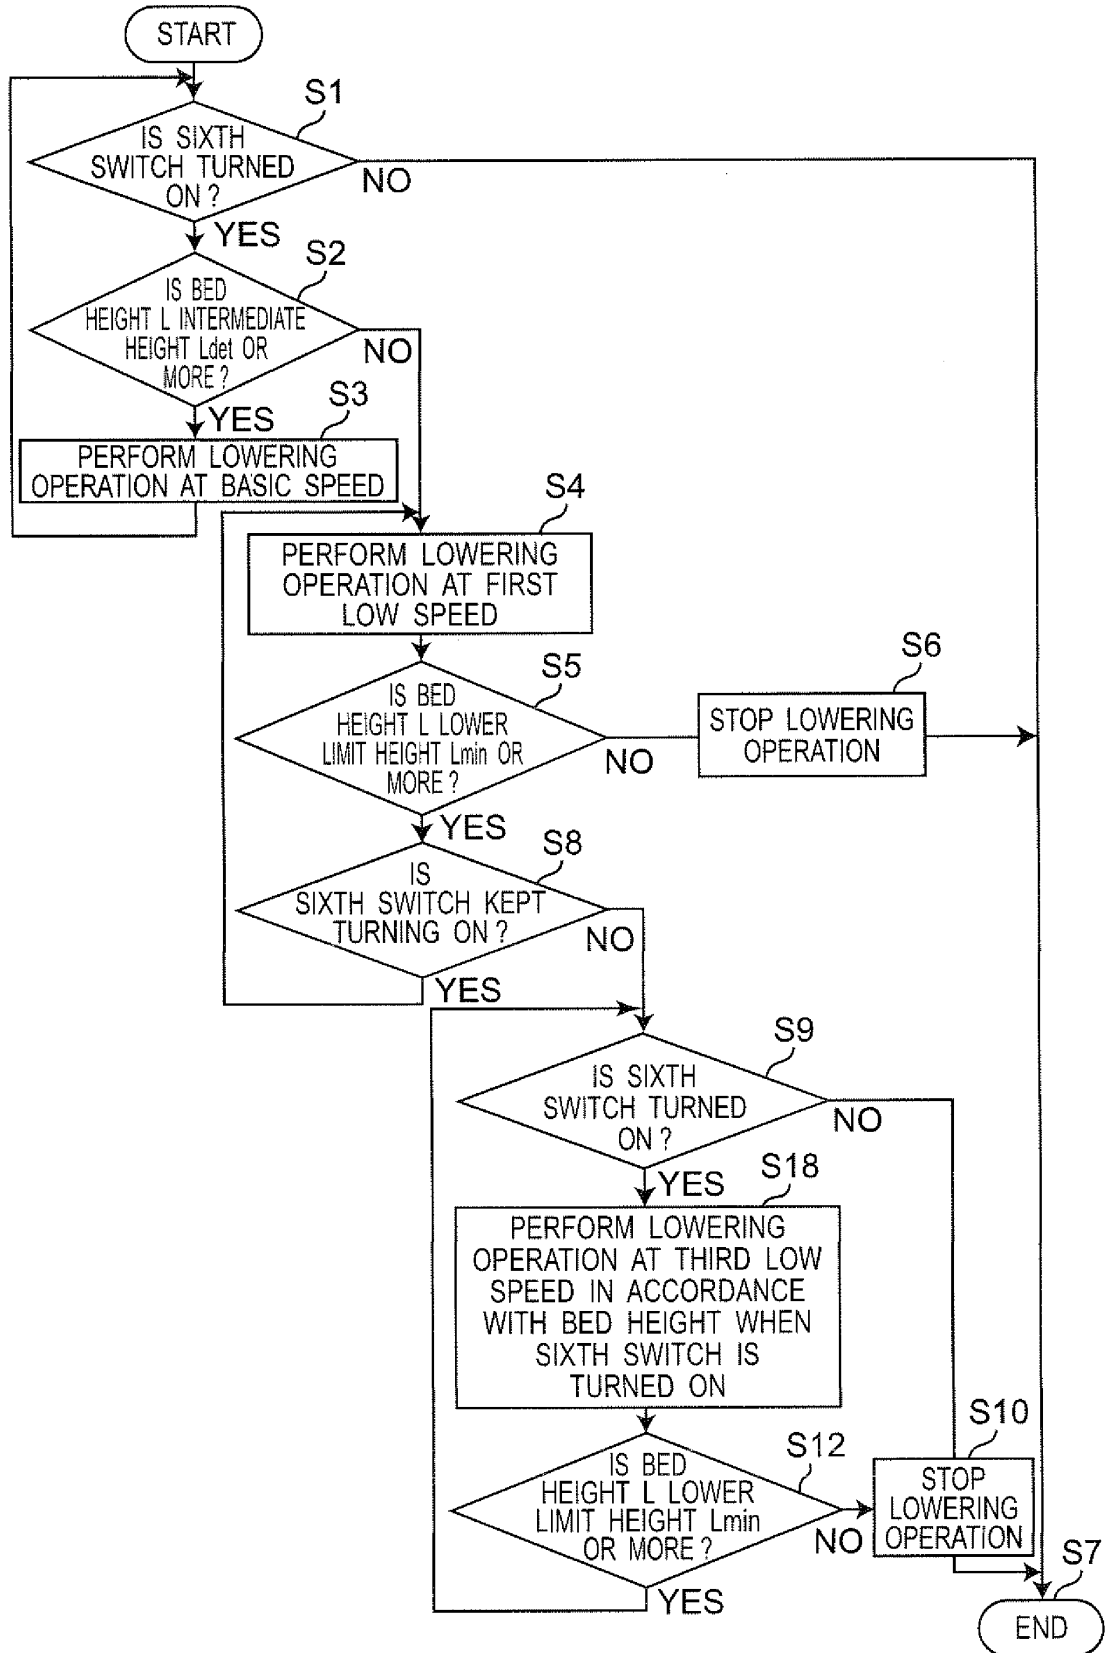 START
S1
IS SIXTH
SWITCH TURNED
ON ?
NO
YES
S2
IS BED
HEIGHT L INTERMEDIATE
HEIGHT Ldet OR
MORE ?
NO
YES
S3
PERFORM LOWERING
OPERATION AT BASIC SPEED
S4
PERFORM LOWERING
OPERATION AT FIRST
LOW SPEED
S5
IS BED
HEIGHT L LOWER
LIMIT HEIGHT Lmin OR
MORE ?
NO
S6
STOP LOWERING
OPERATION
YES
S8
IS
SIXTH SWITCH KEPT
TURNING ON ?
NO
YES
S9
IS SIXTH
SWITCH TURNED
ON ?
NO
YES
S18
PERFORM LOWERING
OPERATION AT THIRD LOW
SPEED IN ACCORDANCE
WITH BED HEIGHT WHEN
SIXTH SWITCH IS
TURNED ON
S12
IS BED
HEIGHT L LOWER
LIMIT HEIGHT Lmin
OR MORE ?
NO
YES
S10
STOP
LOWERING
OPERATION
S7
END